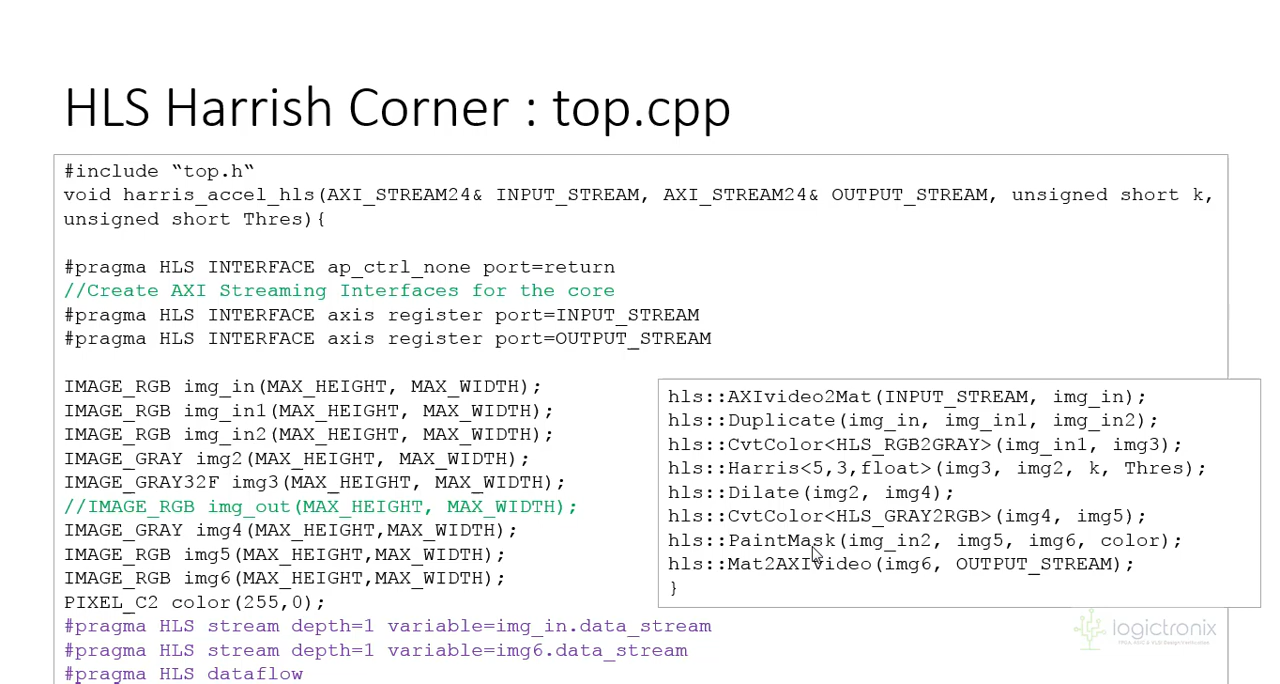 HLS Harrish Corner : top.cpp
#include “top.h“
void harris_accel_hls(AXI_STREAM24& INPUT_STREAM, AXI_STREAM24& OUTPUT_STREAM, unsigned short k,
unsigned short Thres){
#pragma HLS INTERFACE ap_ctrl_none port=return
//Create AXI Streaming Interfaces for the core
#pragma HLS INTERFACE axis register port=INPUT_STREAM
#pragma HLS INTERFACE axis register port=OUTPUT_STREAM
IMAGE_RGB img_in(MAX_HEIGHT, MAX_WIDTH);
IMAGE_RGB img_in1(MAX_HEIGHT, MAX_WIDTH);
IMAGE_RGB img_in2(MAX_HEIGHT, MAX_WIDTH);
IMAGE_GRAY img2(MAX_HEIGHT, MAX_WIDTH);
IMAGE_GRAY32F img3(MAX_HEIGHT, MAX_WIDTH);
//IMAGE_RGB img_out(MAX_HEIGHT, MAX_WIDTH);
IMAGE_GRAY img4(MAX_HEIGHT,MAX_WIDTH);
IMAGE_RGB img5(MAX_HEIGHT,MAX_WIDTH);
IMAGE_RGB img6(MAX_HEIGHT,MAX_WIDTH);
PIXEL_C2 color(255,0);
#pragma HLS stream depth=1 variable=img_in.data_stream
#pragma HLS stream depth=1 variable=img6.data_stream
#pragma HLS dataflow
hls::AXIvideo2Mat(INPUT_STREAM, img_in);
hls::Duplicate(img_in, img_in1, img_in2);
hls::CvtColor<HLS_RGB2GRAY>(img_in1, img3);
hls::Harris<5,3,float>(img3, img2, k, Thres);
hls::Dilate(img2, img4);
hls::CvtColor<HLS_GRAY2RGB>(img4, img5);
hls::PaintMask(img_in2, img5, img6, color);
hls::Mat2AXIvideo(img6, OUTPUT_STREAM);
}
logictronix